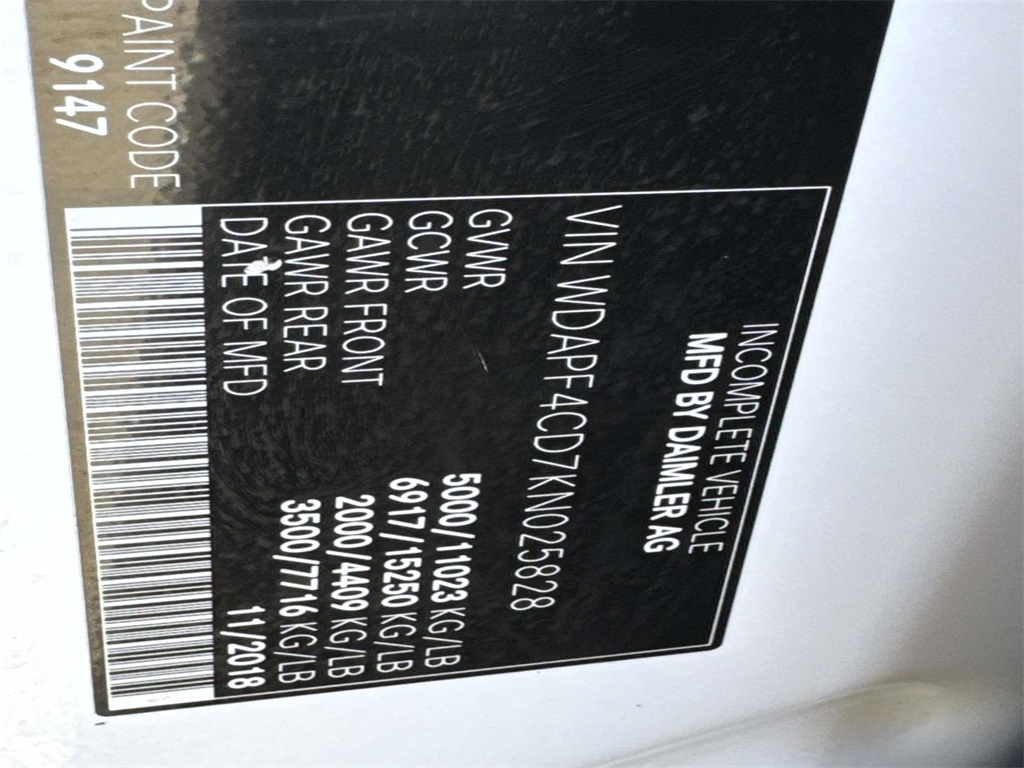 INCOMPLETE VEHICLE
MFD BY DAIMLER AG
VIN WDAPF4CD7KN025828
GVWR 5000/11023 KG/LB
GCWR 6917/15250 KG/LB
GAWR FRONT 2000/4409 KG/LB
GAWR REAR 3500/7716 KG/LB
DATE OF MFD 11/2018
PAINT CODE
9147